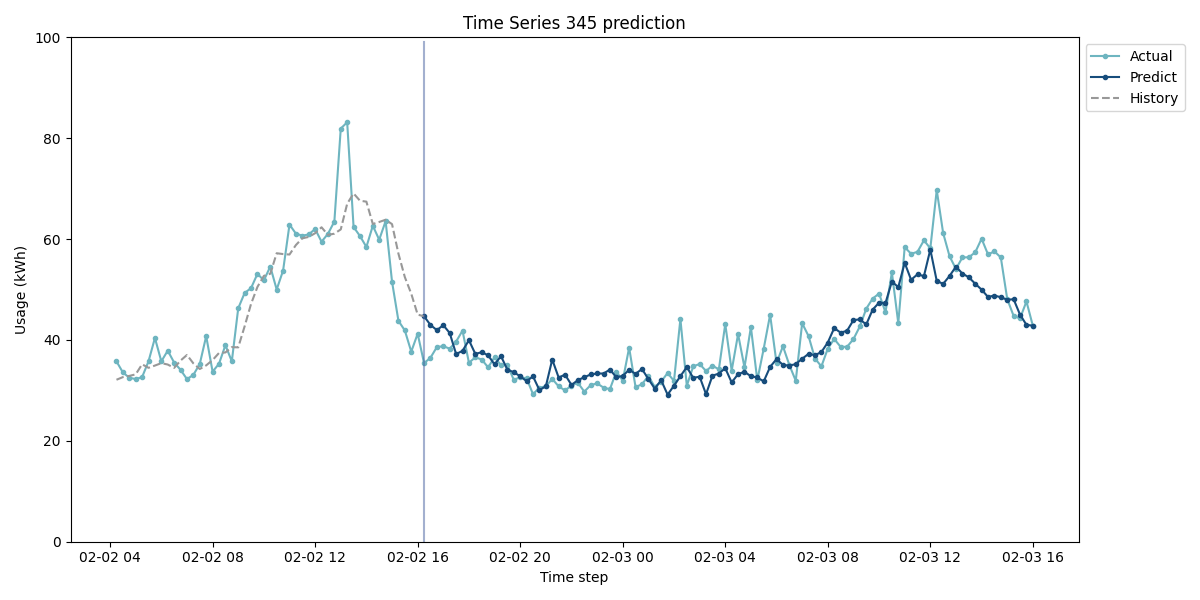 Time Series 345 prediction
100
80
60
40
20
0
Usage (kWh)
02-02 04
02-02 08
02-02 12
02-02 16
02-02 20
02-03 00
02-03 04
02-03 08
02-03 12
02-03 16
Time step
Actual
Predict
History